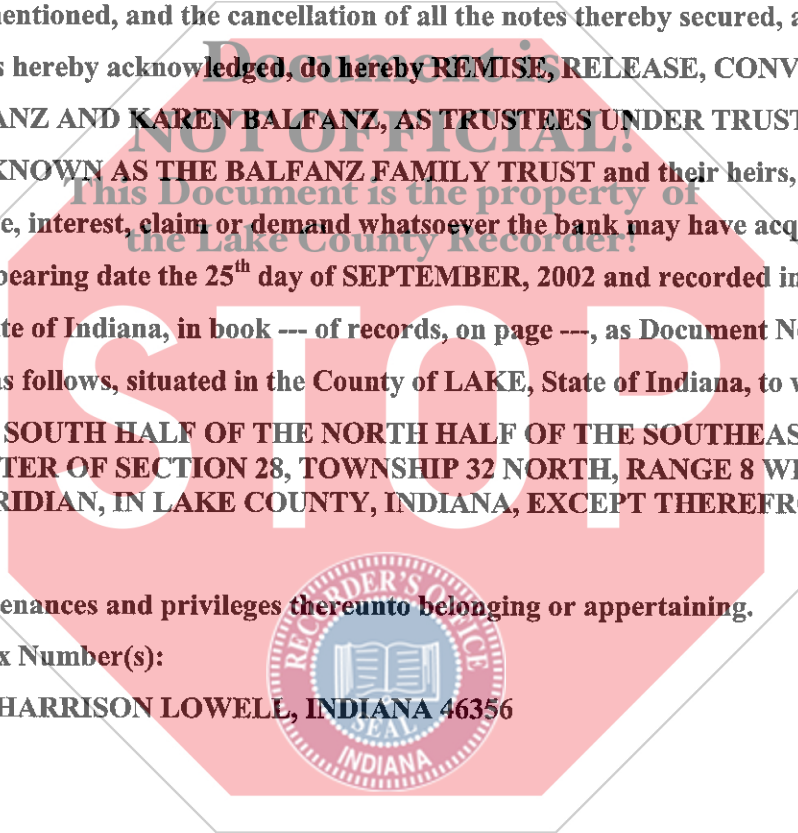 mentioned, and the cancellation of all the notes thereby secured, a
Document is
s hereby acknowledged, do hereby REMISE, RELEASE, CONV
ANZ AND KAREN BALFANZ, AS TRUSTEES UNDER TRUST
NOT OFFICIAL!
KNOWN AS THE BALFANZ FAMILY TRUST and their heirs,
This Document is the property of
e, interest, claim or demand whatsoever the bank may have acq
the Lake County Recorder!
bearing date the 25th day of SEPTEMBER, 2002 and recorded in
te of Indiana, in book --- of records, on page ---, as Document N
as follows, situated in the County of LAKE, State of Indiana, to w
STOP
SOUTH HALF OF THE NORTH HALF OF THE SOUTHEAS
TER OF SECTION 28, TOWNSHIP 32 NORTH, RANGE 8 WE
RIDIAN, IN LAKE COUNTY, INDIANA, EXCEPT THEREFR
enances and privileges thereunto belonging or appertaining.
x Number(s):
HARRISON LOWELL, INDIANA 46356
RECORDER'S OFFICE
SEAL
INDIANA